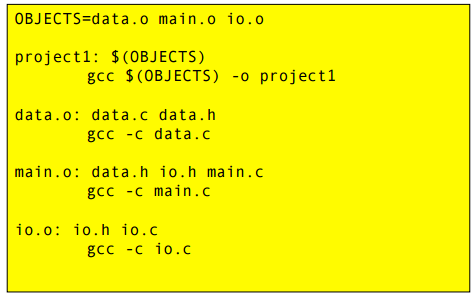 OBJECTS=data.o main.o io.o
project1: $(OBJECTS)
gcc $(OBJECTS) -o project1
data.o: data.c data.h
gcc -c data.c
main.o: data.h io.h main.c
gcc -c main.c
io.o: io.h io.c
gcc -c io.c